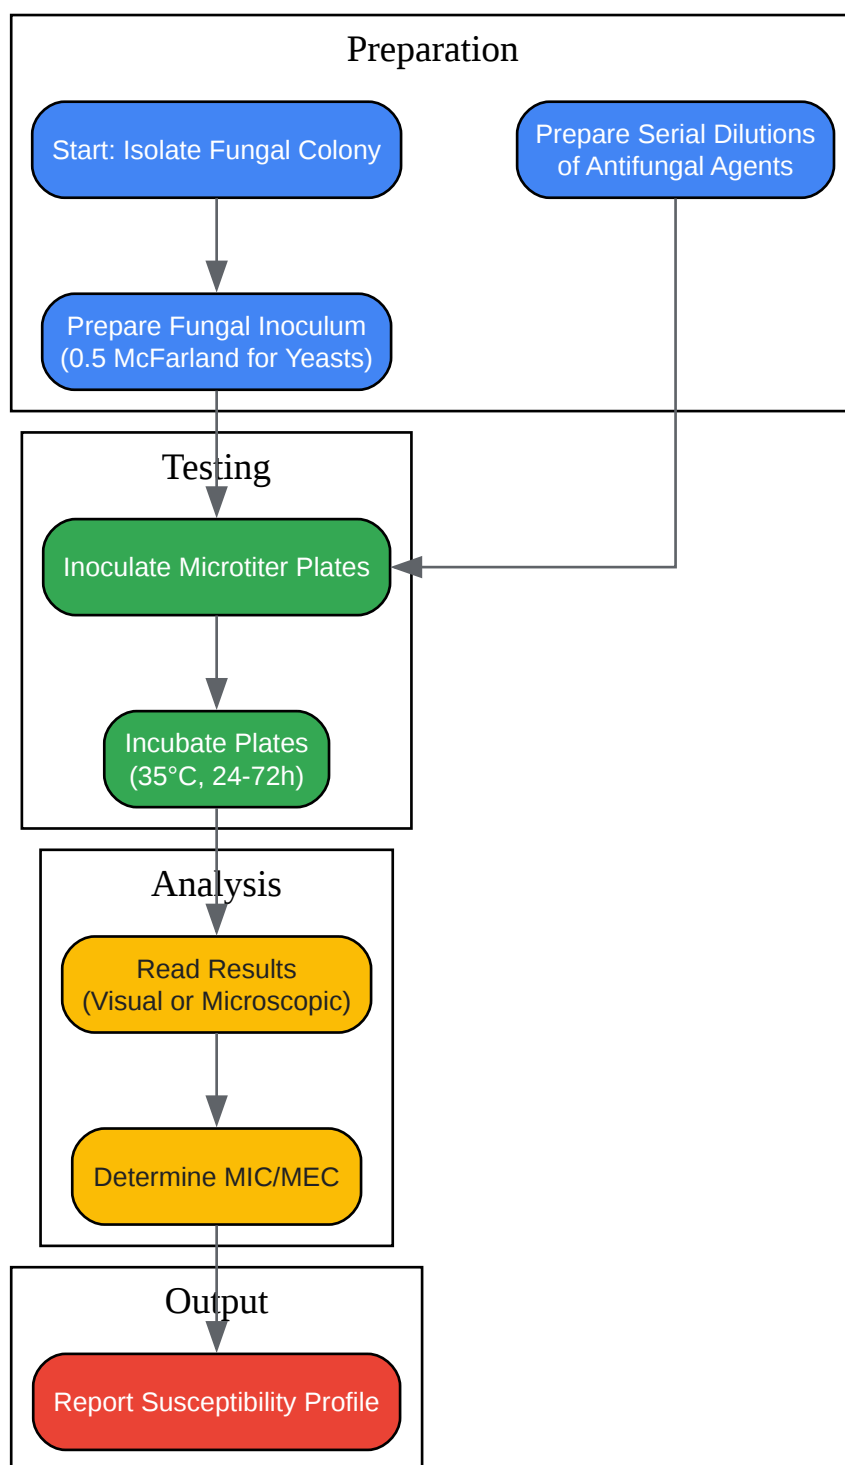 Preparation
Start: Isolate Fungal Colony
Prepare Serial Dilutions
of Antifungal Agents
Prepare Fungal Inoculum
(0.5 McFarland for Yeasts)
Testing
Inoculate Microtiter Plates
Incubate Plates
(35°C, 24-72h)
Analysis
Read Results
(Visual or Microscopic)
Determine MIC/MEC
Output
Report Susceptibility Profile